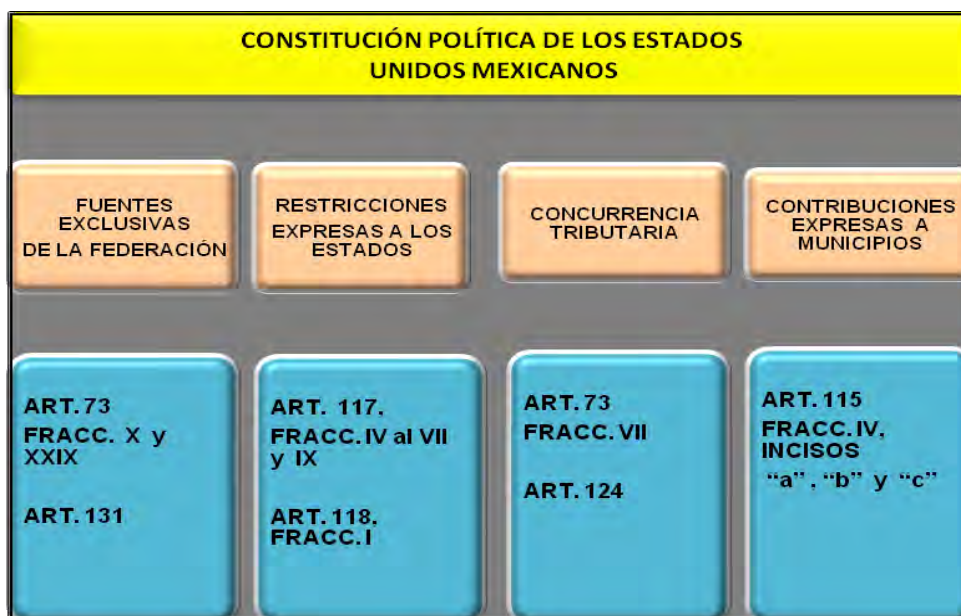 CONSTITUCIÓN POLÍTICA DE LOS ESTADOS
UNIDOS MEXICANOS
FUENTES
EXCLUSIVAS
DE LA FEDERACIÓN
RESTRICCIONES
EXPRESAS A LOS
ESTADOS
CONCURRENCIA
TRIBUTARIA
CONTRIBUCIONES
EXPRESAS A
MUNICIPIOS
ART. 73
FRACC. X y
XXIX
ART. 131
ART. 117.
FRACC. IV al VII
y IX
ART. 118.
FRACC. I
ART. 73
FRACC. VII
ART. 124
ART. 115
FRACC. IV.
INCISOS
“a”. “b” y “c”